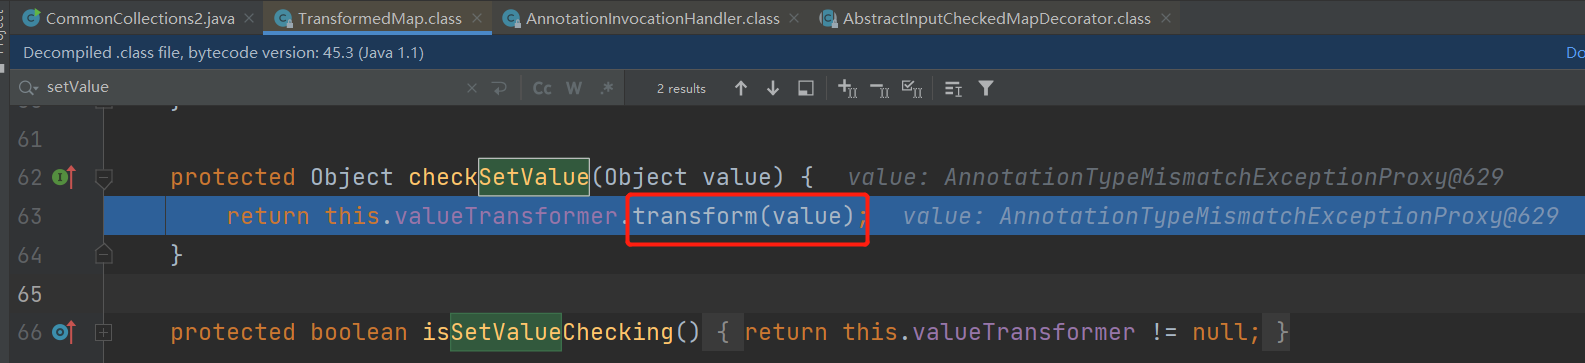 CommonCollections2.java TransformedMap.class AnnotationInvocationHandler.class AbstractInputCheckedMapDecorator.class
Decompiled .class file, bytecode version: 45.3 (Java 1.1) Do
setValue Cc W .* 2 results
61
62 protected Object checkSetValue(Object value) { value: AnnotationTypeMismatchExceptionProxy@629
63 return this.valueTransformer.transform(value); value: AnnotationTypeMismatchExceptionProxy@629
64 }
65
66 protected boolean isSetValueChecking() { return this.valueTransformer != null; }